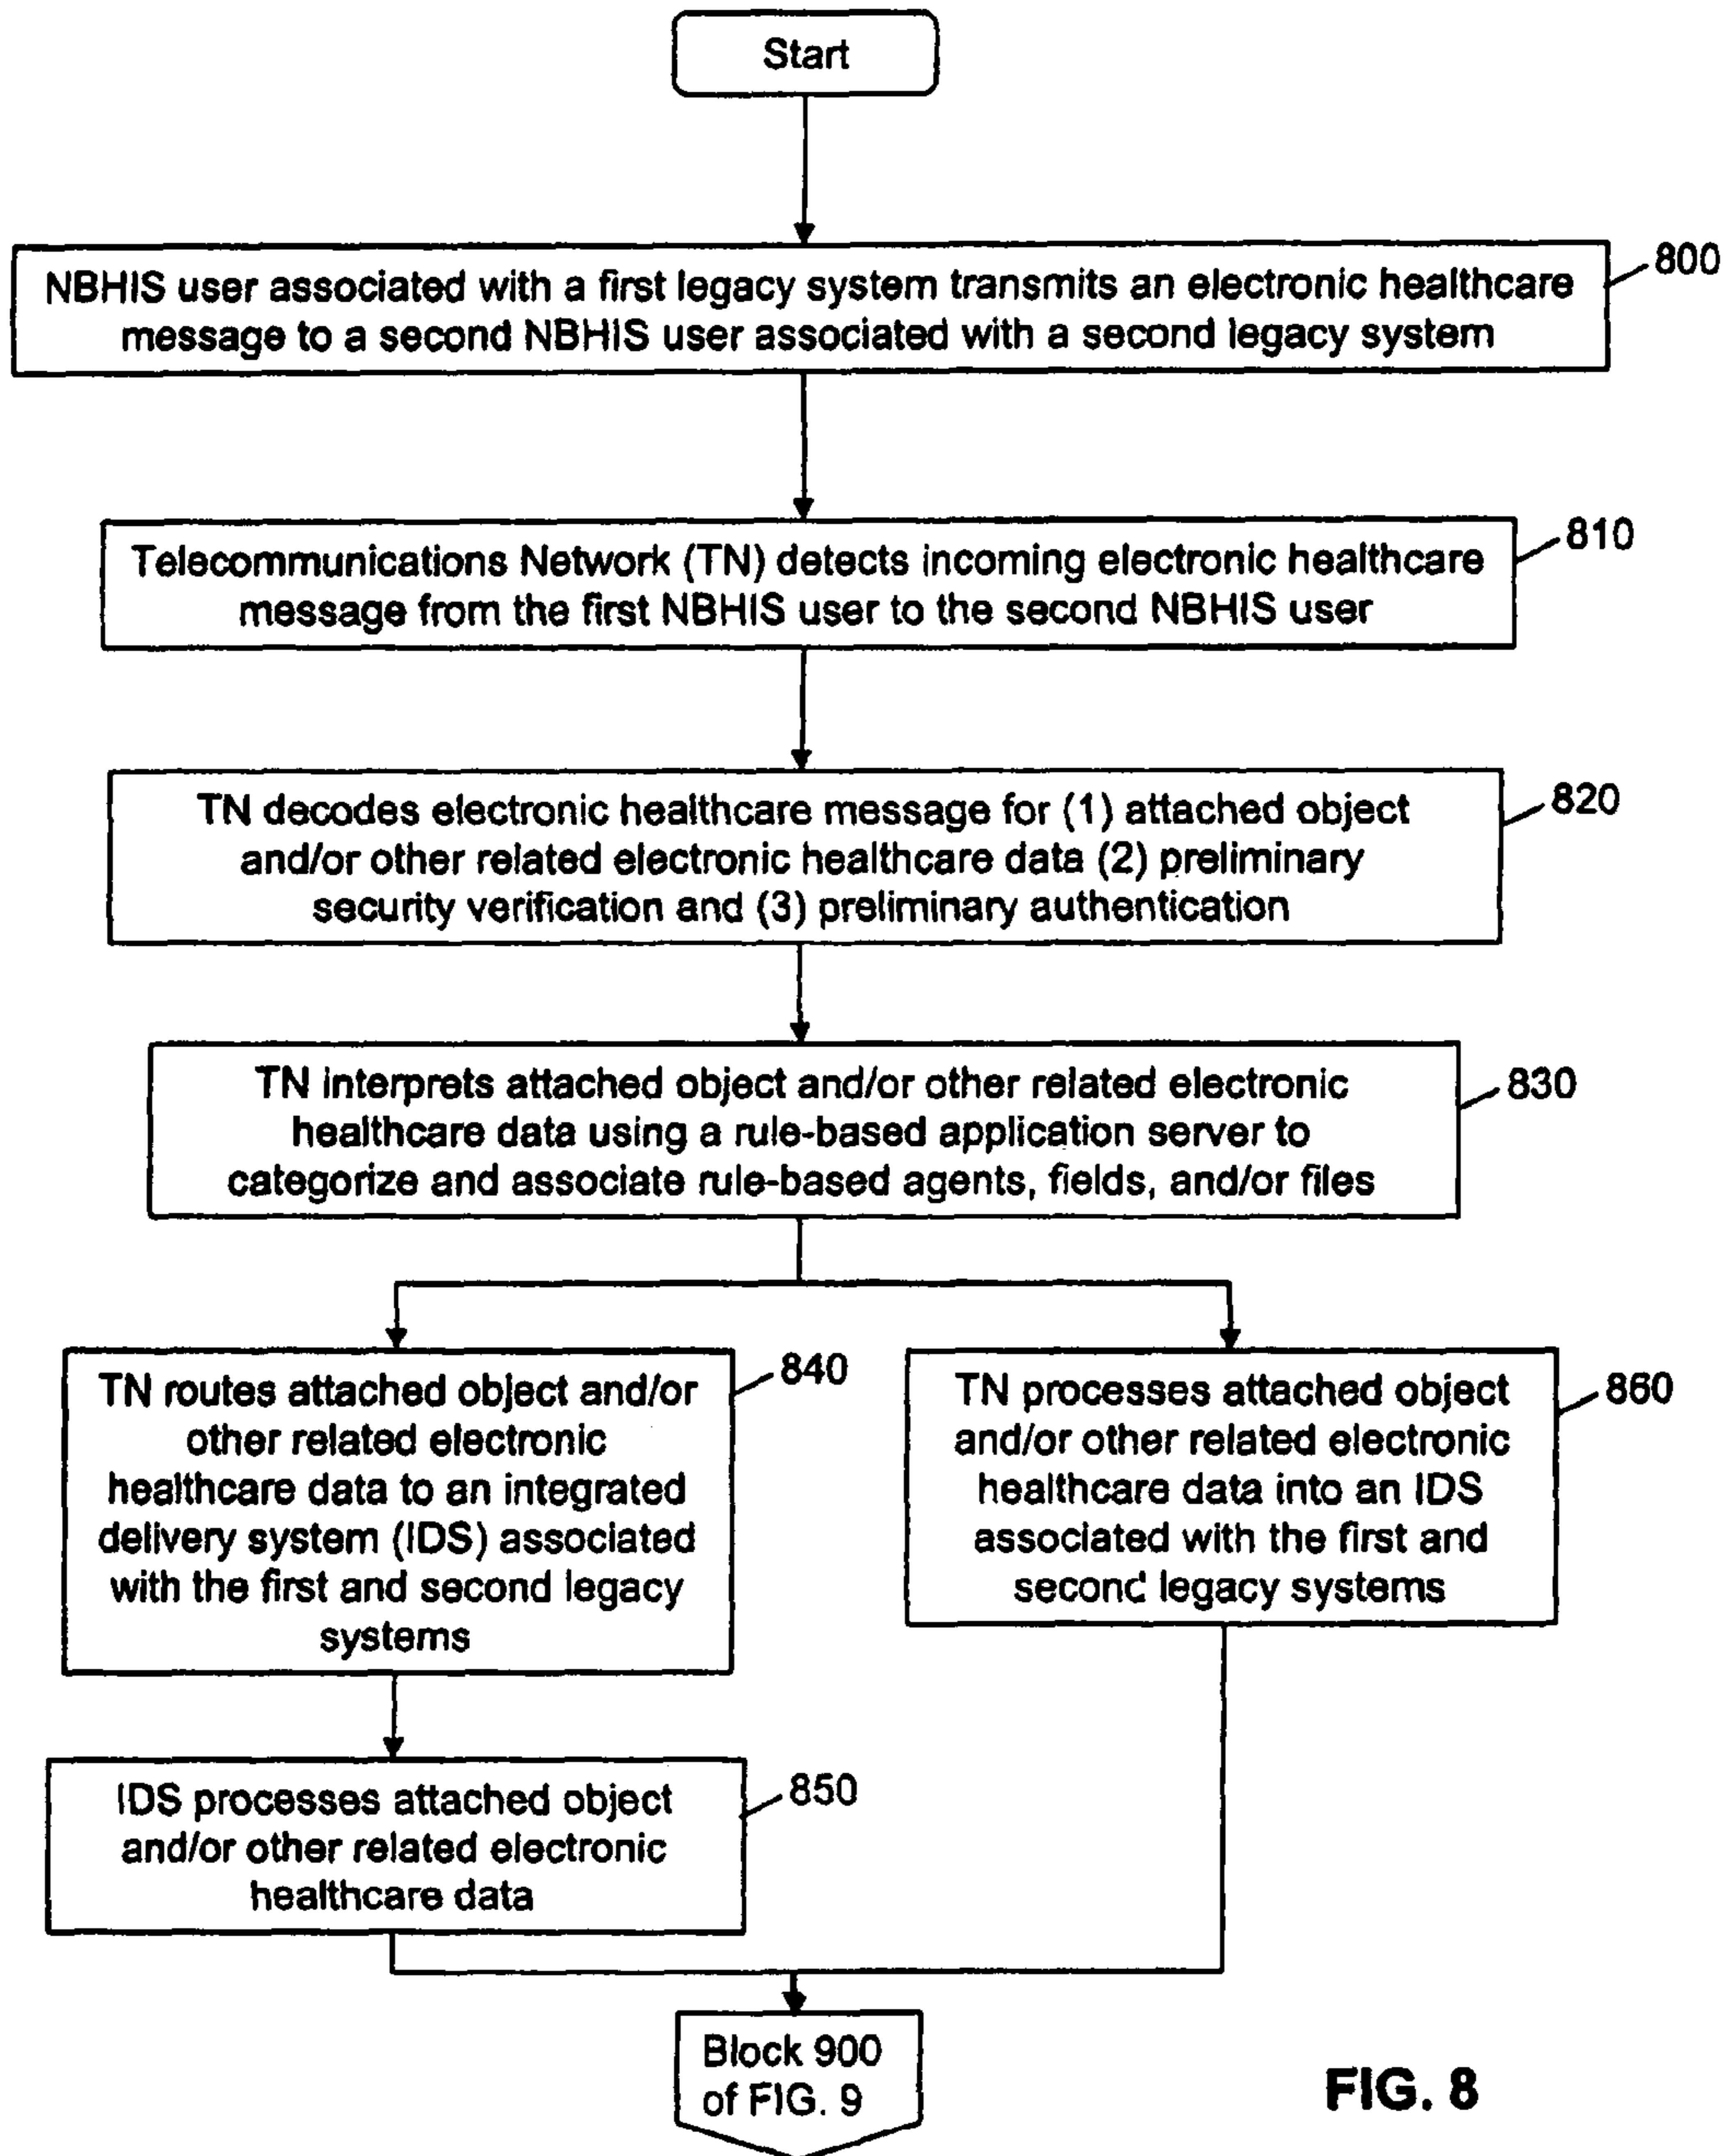 Start
NBHIS user associated with a first legacy system transmits an electronic healthcare
message to a second NBHIS user associated with a second legacy system
800
Telecommunications Network (TN) detects incoming electronic healthcare
message from the first NBHIS user to the second NBHIS user
810
TN decodes electronic healthcare message for (1) attached object
and/or other related electronic healthcare data (2) preliminary
security verification and (3) preliminary authentication
820
TN interprets attached object and/or other related electronic
healthcare data using a rule-based application server to
categorize and associate rule-based agents, fields, and/or files
830
TN routes attached object and/or
other related electronic
healthcare data to an integrated
delivery system (IDS) associated
with the first and second legacy
systems
840
TN processes attached object
and/or other related electronic
healthcare data into an IDS
associated with the first and
second legacy systems
860
IDS processes attached object
and/or other related electronic
healthcare data
850
Block 900
of FIG. 9
FIG. 8